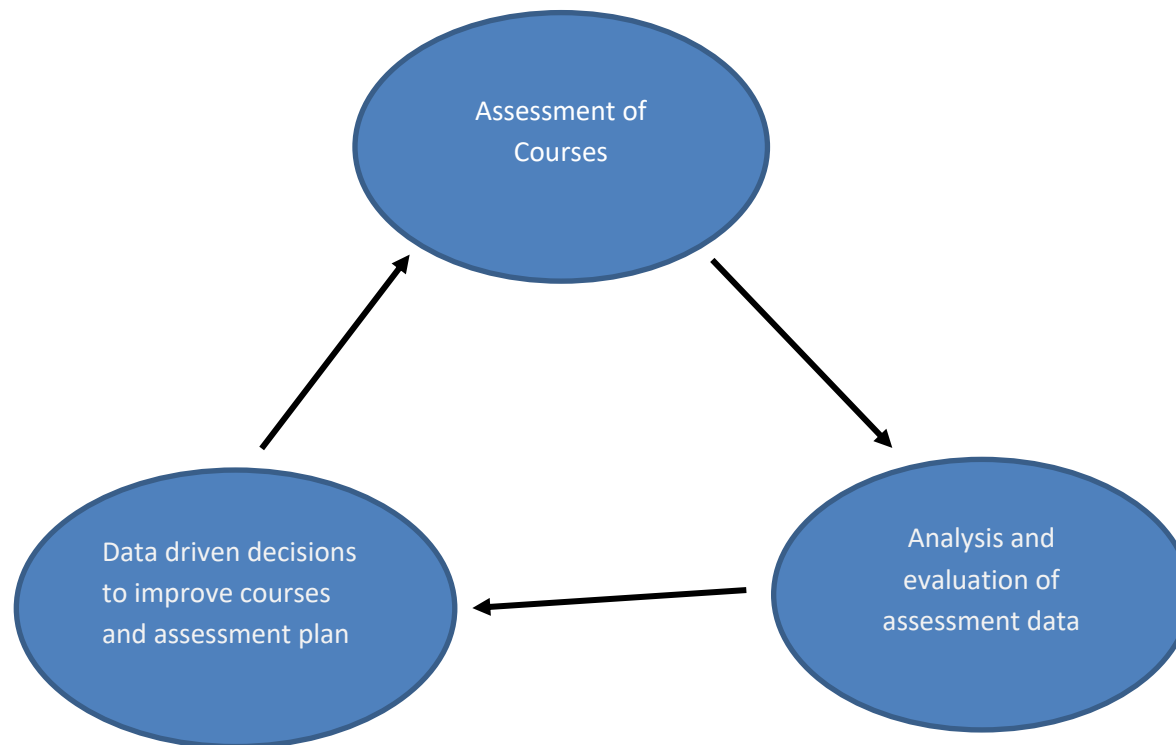 Assessment of
Courses
Data driven decisions
to improve courses
and assessment plan
Analysis and
evaluation of
assessment data